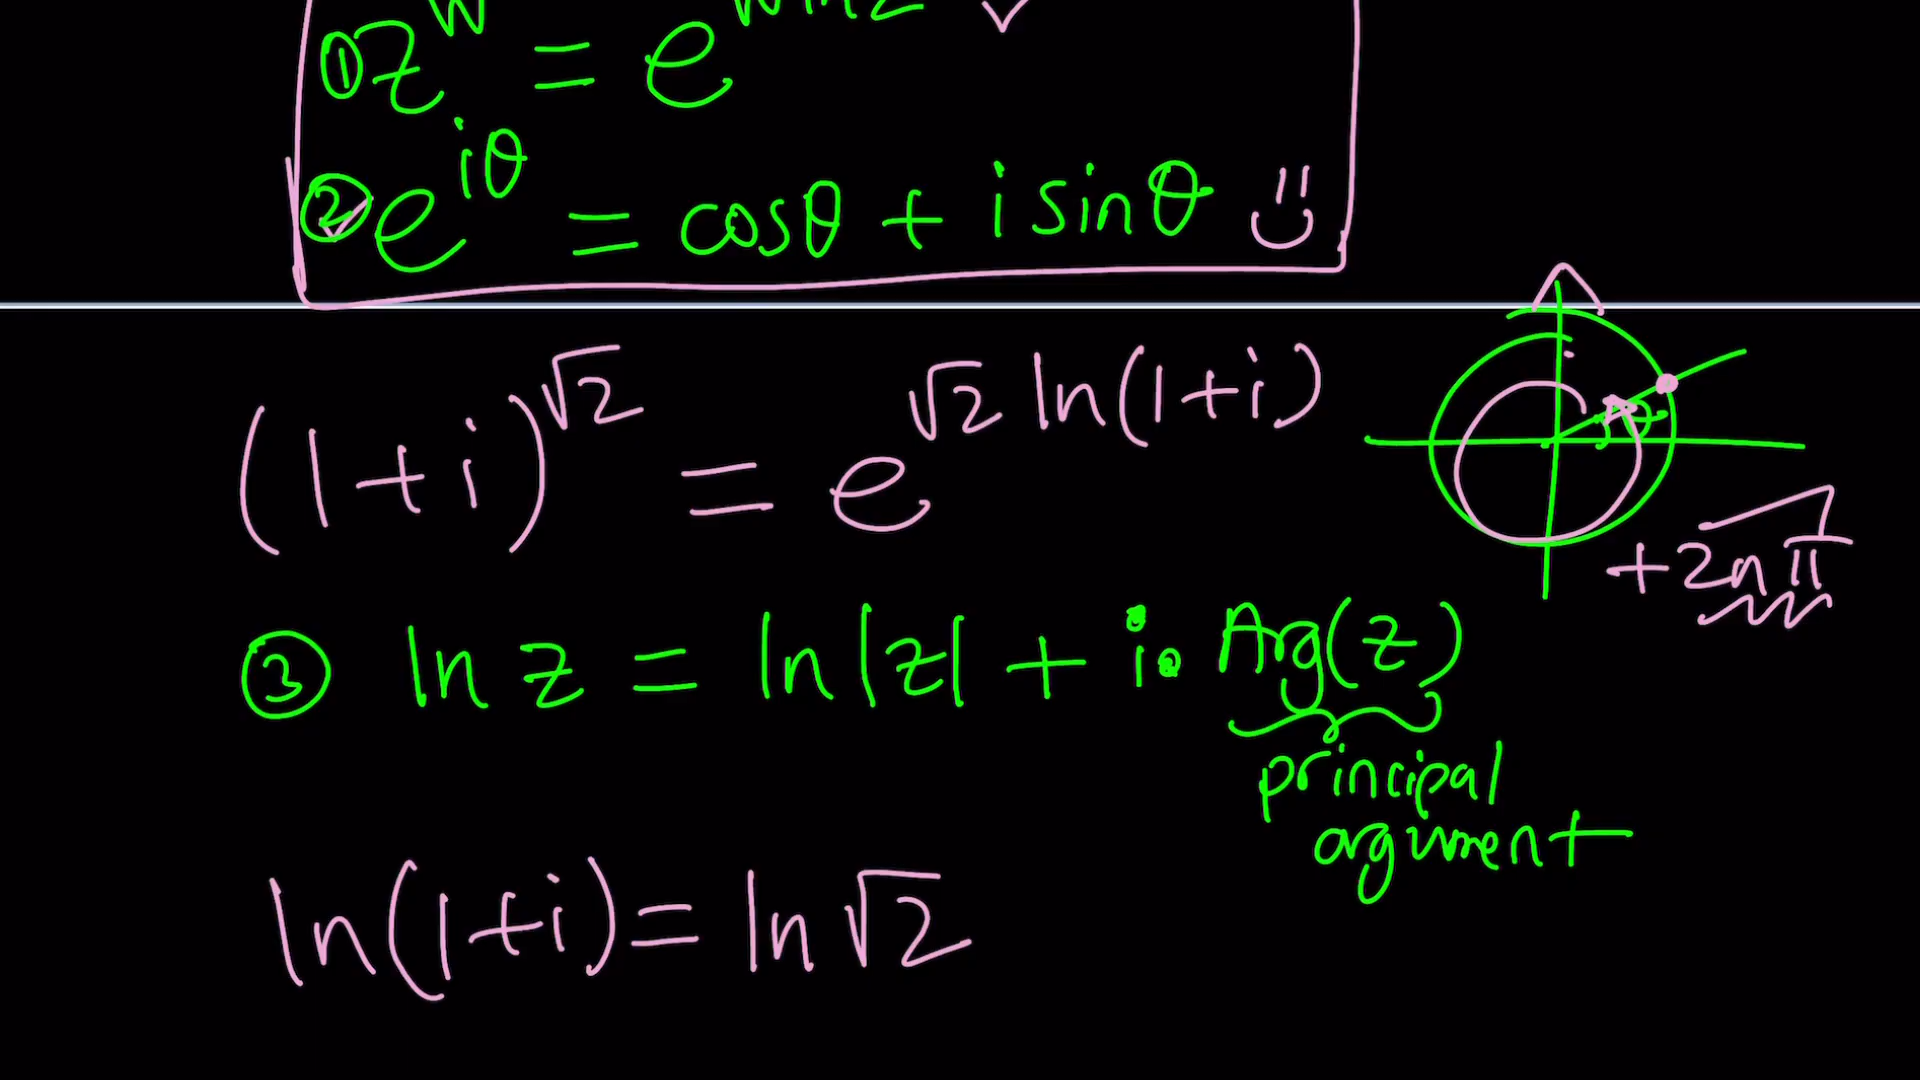 ① z^w = e^{w ln z}
② e^{iθ} = cosθ + i sinθ
(1+i)^{√2} = e^{√2 ln(1+i)}
+2nπ
③ ln z = ln|z| + i. Arg(z)
principal
argument
ln(1+i) = ln √2